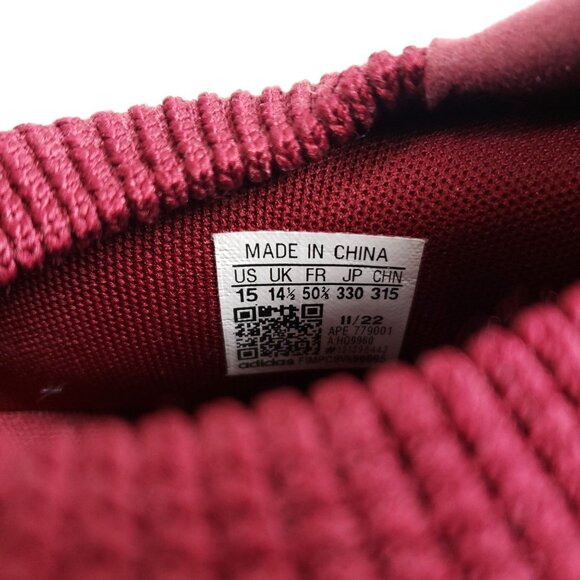 MADE IN CHINA
US UK FR JP CHN
15 14½ 50⅔ 330 315
11/22
APE 779001
A HQ9960
adidas